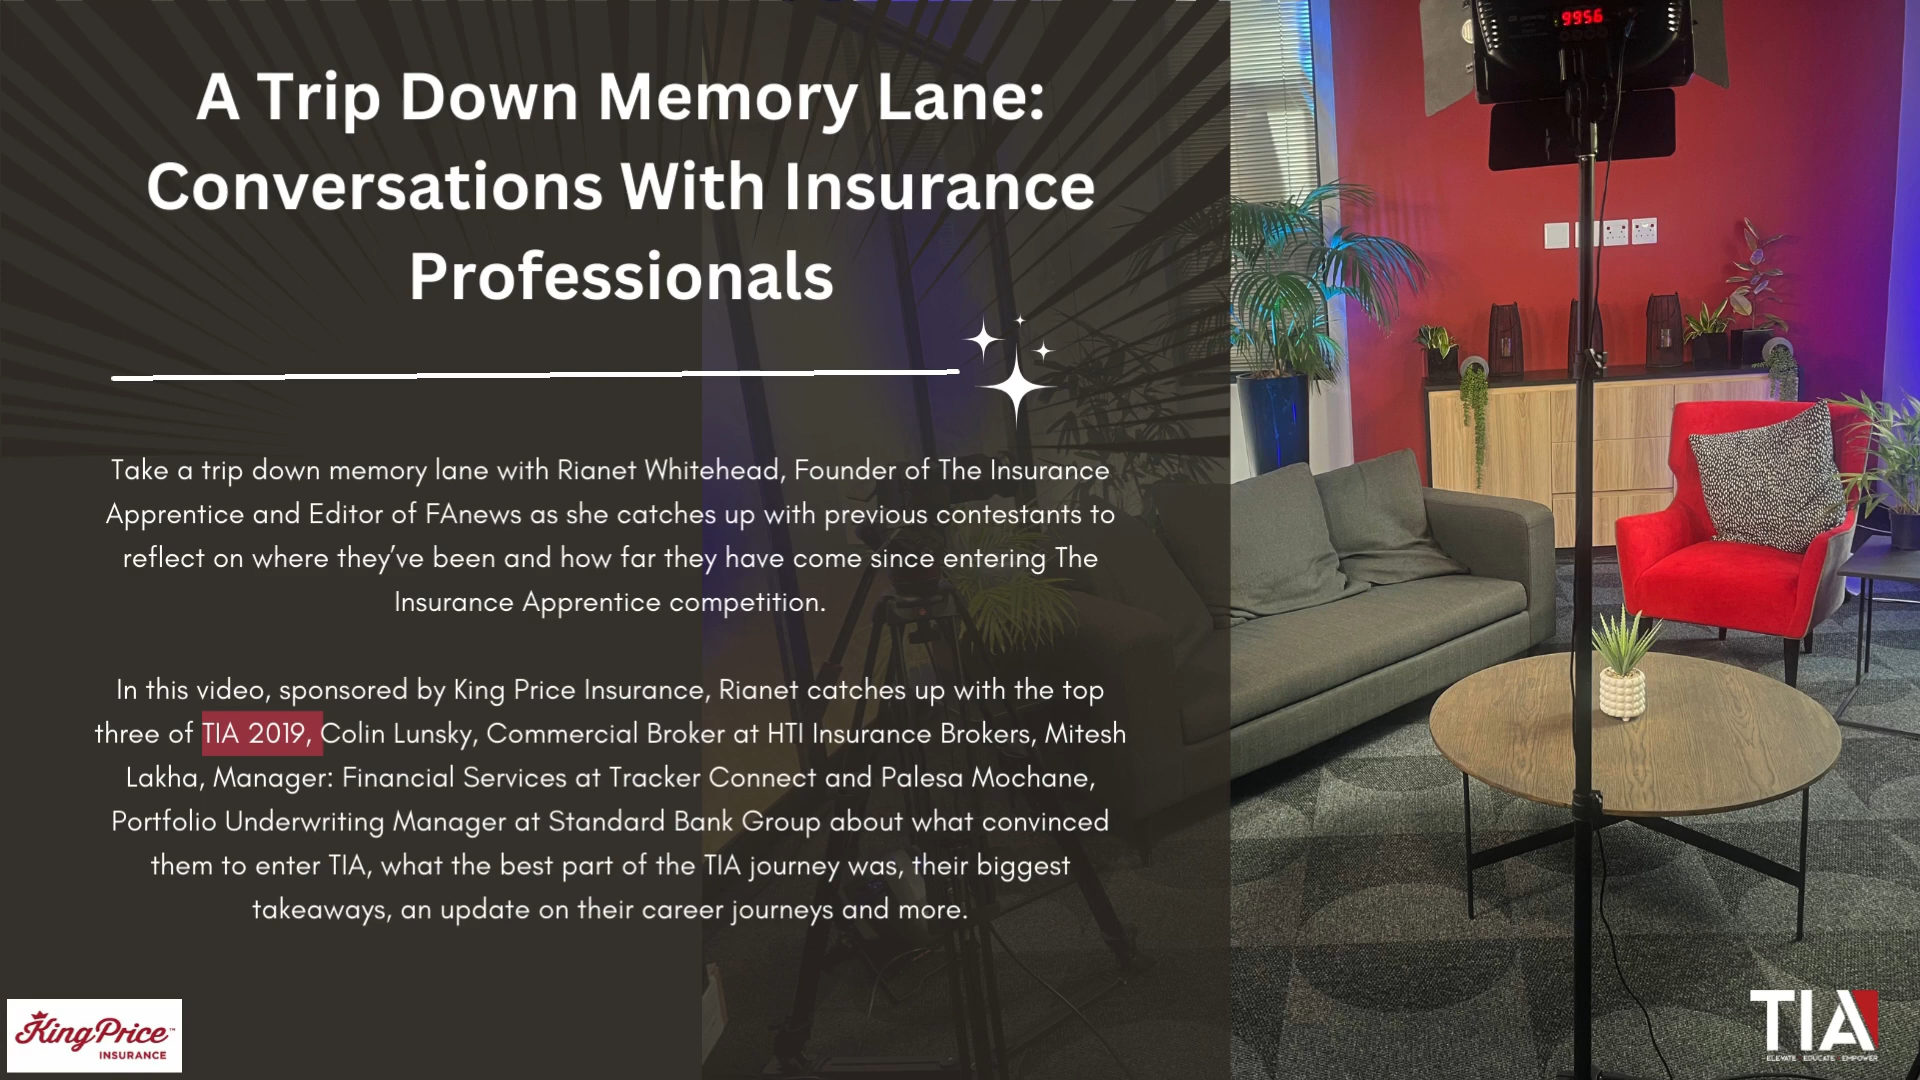 A Trip Down Memory Lane:
Conversations With Insurance
Professionals
Take a trip down memory lane with Rianet Whitehead, Founder of The Insurance
Apprentice and Editor of FAnews as she catches up with previous contestants to
reflect on where they’ve been and how far they have come since entering The
Insurance Apprentice competition.
In this video, sponsored by King Price Insurance, Rianet catches up with the top
three of TIA 2019, Colin Lunsky, Commercial Broker at HTI Insurance Brokers, Mitesh
Lakha, Manager: Financial Services at Tracker Connect and Palesa Mochane,
Portfolio Underwriting Manager at Standard Bank Group about what convinced
them to enter TIA, what the best part of the TIA journey was, their biggest
takeaways, an update on their career journeys and more.
9956
King Price™
INSURANCE
TIA
ELEVATE EDUCATE EMPOWER